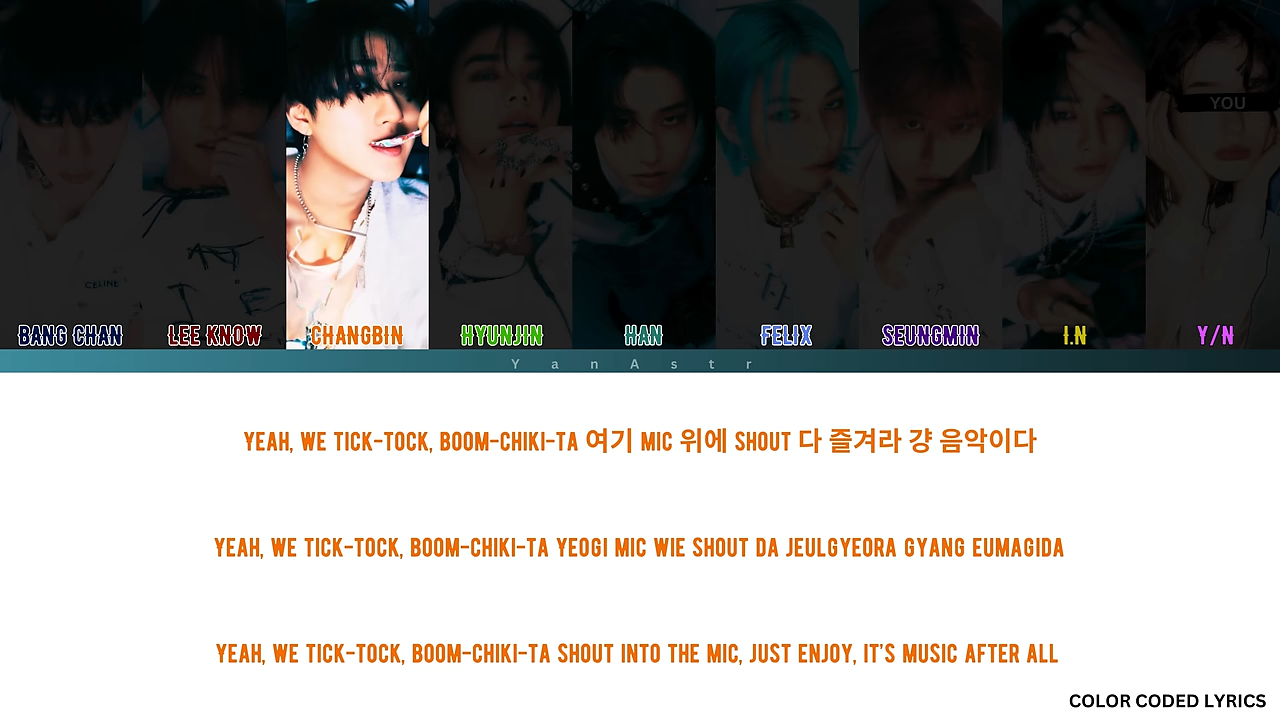 YOU
CELINE
BANG CHAN LEE KNOW CHANGBIN HYUNJIN HAN FELIX SEUNGMIN I.N Y/N
YanAstr
YEAH, WE TICK-TOCK, BOOM-CHIKI-TA 여기 MIC 위에 SHOUT 다 즐겨라 걍 음악이다
YEAH, WE TICK-TOCK, BOOM-CHIKI-TA YEOGI MIC WIE SHOUT DA JEULGYEORA GYANG EUMAGIDA
YEAH, WE TICK-TOCK, BOOM-CHIKI-TA SHOUT INTO THE MIC, JUST ENJOY, IT'S MUSIC AFTER ALL
COLOR CODED LYRICS